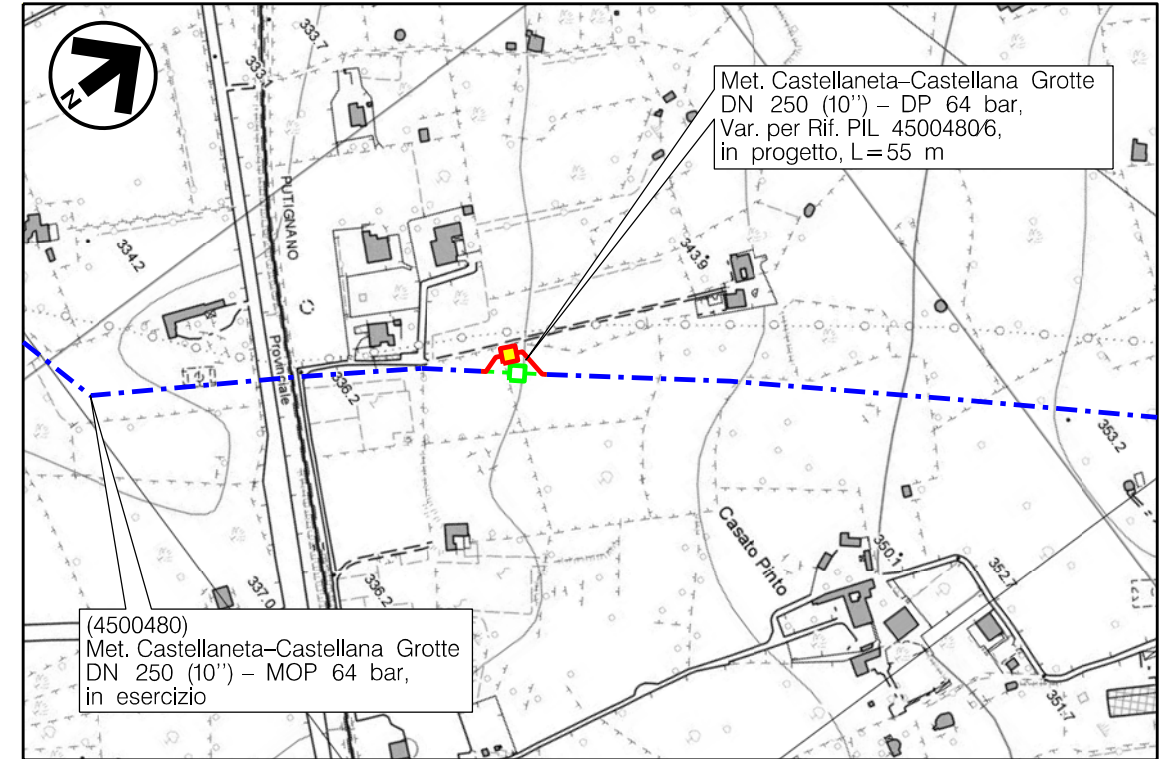 N
333.7
333.1
Met. Castellaneta–Castellana Grotte
DN 250 (10'') – DP 64 bar,
Var. per Rif. PIL 4500480/6,
in progetto, L=55 m
PUTIGNANO
334.2
343.9
Provinciale
336.2
353.2
Casato Pinto
350.1
352.7
337.0
336.2
(4500480)
Met. Castellaneta–Castellana Grotte
DN 250 (10'') – MOP 64 bar,
in esercizio
351.7